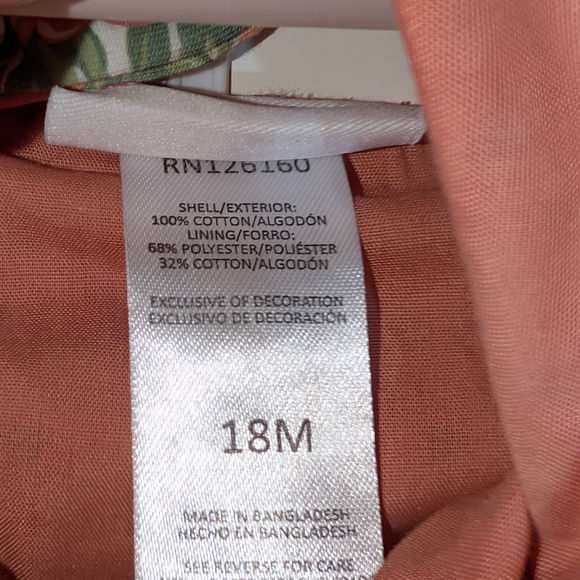 RN126160
SHELL/EXTERIOR:
100% COTTON/ALGODÓN
LINING/FORRO:
68% POLYESTER/POLIÉSTER
32% COTTON/ALGODÓN
EXCLUSIVE OF DECORATION
EXCLUSIVO DE DECORACIÓN
18M
MADE IN BANGLADESH
HECHO EN BANGLADESH
SEE REVERSE FOR CARE